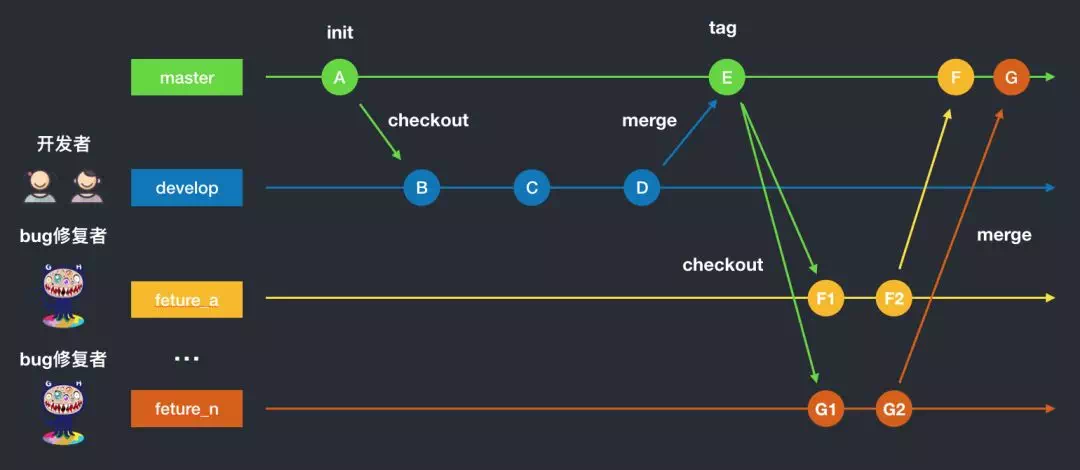 init
tag
master
A
E
F
G
checkout
merge
开发者
develop
B
C
D
bug修复者
merge
checkout
G H
feture_a
F1
F2
bug修复者
...
G H
feture_n
G1
G2